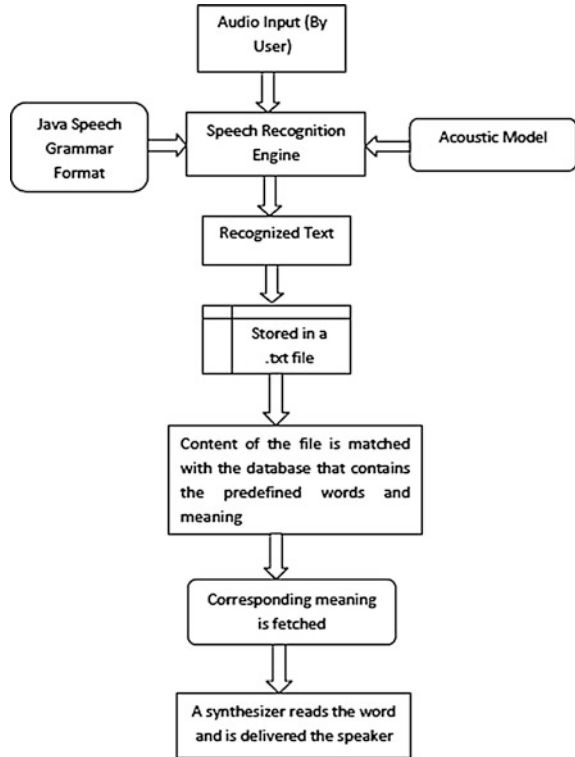 Audio Input (By
User)
Java Speech
Grammar
Format
Speech Recognition
Engine
Acoustic Model
Recognized Text
Stored in a
.txt file
Content of the file is matched
with the database that contains
the predefined words and
meaning
Corresponding meaning
is fetched
A synthesizer reads the word
and is delivered the speaker